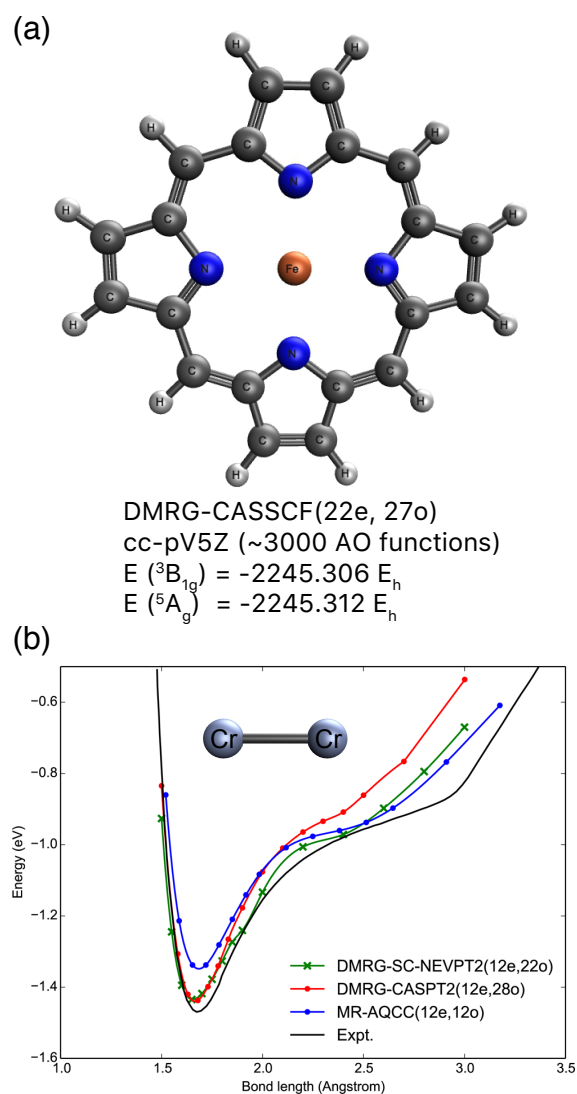 (a)
H H
C C
H H
C C
C C
N
H H
C C
C C
N Fe N
C C
C C
H H
N
C C
C C
H H
C C
H H
DMRG-CASSCF(22e, 27o)
cc-pV5Z (~3000 AO functions)
E (³B₁g) = -2245.306 Eₕ
E (⁵Ag) = -2245.312 Eₕ
(b)
−0.6
Cr Cr
−0.8
−1.0
−1.2
−1.4
−1.6
Energy (eV)
DMRG-SC-NEVPT2(12e,22o)
DMRG-CASPT2(12e,28o)
MR-AQCC(12e,12o)
Expt.
1.0 1.5 2.0 2.5 3.0 3.5
Bond length (Angstrom)